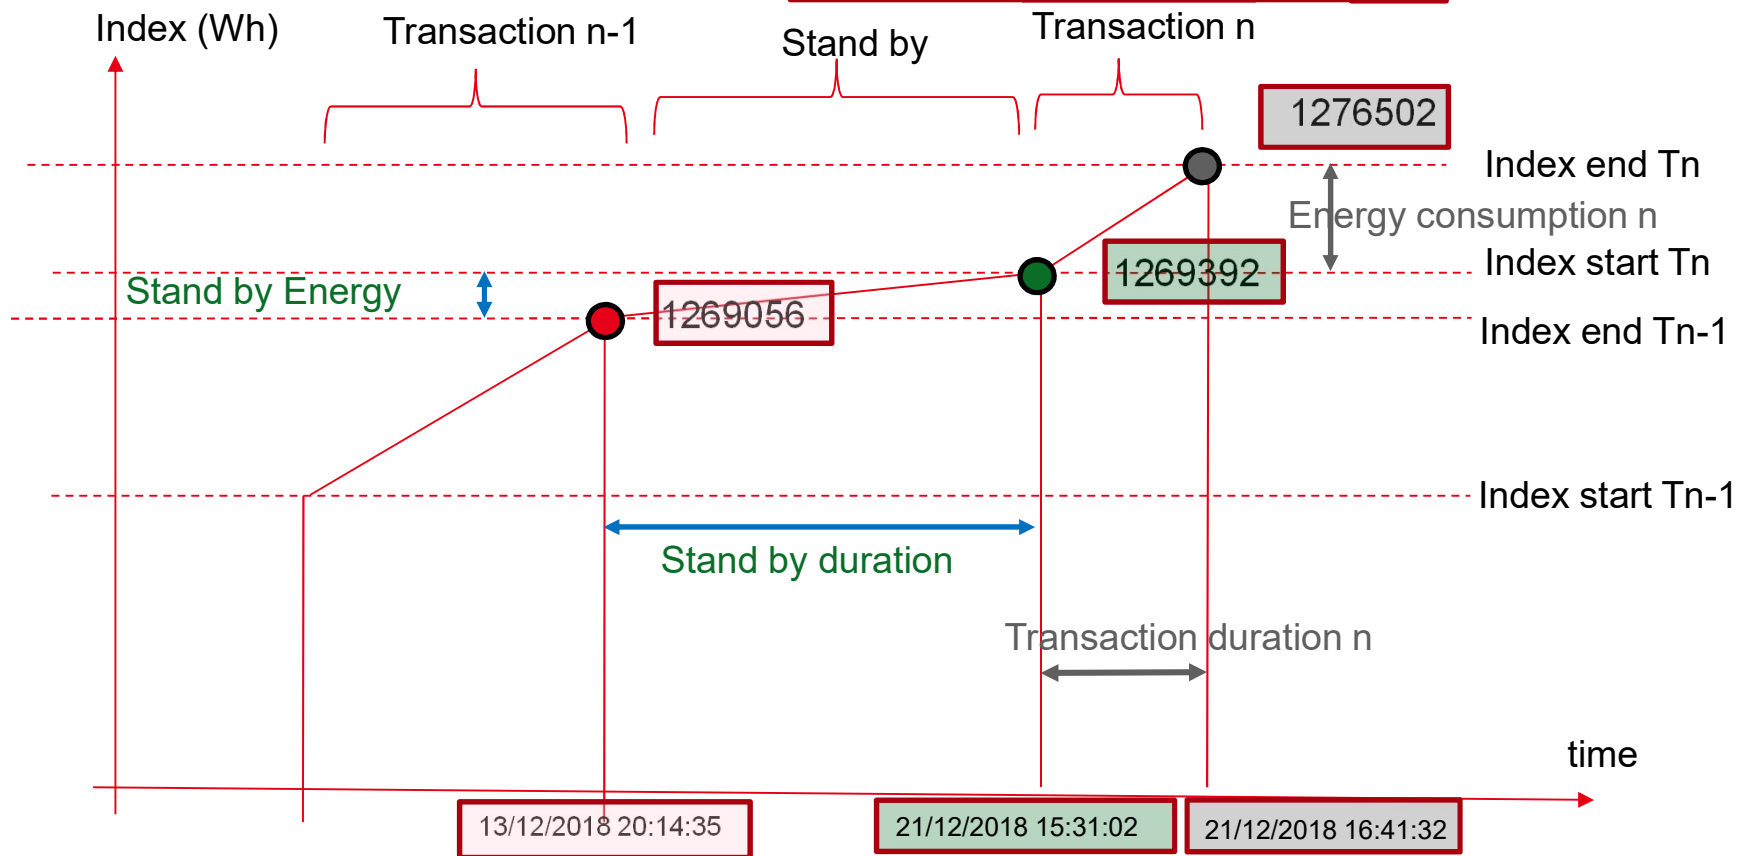 Index (Wh)
Transaction n-1
Stand by
Transaction n
1276502
Index end Tn
Energy consumption n
Index start Tn
1269392
Stand by Energy
1269056
Index end Tn-1
Index start Tn-1
Stand by duration
Transaction duration n
time
13/12/2018 20:14:35
21/12/2018 15:31:02
21/12/2018 16:41:32